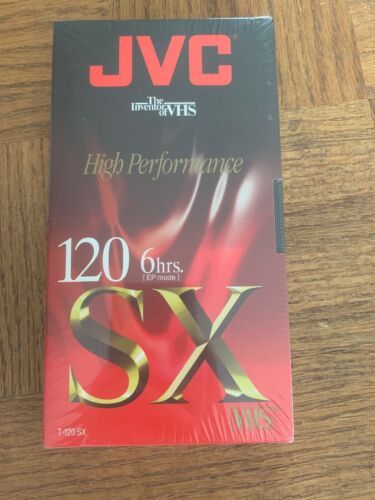 JVC
The
Inventor
of VHS
High Performance
120 6hrs.
[EP mode]
SX
VHS
T-120 SX